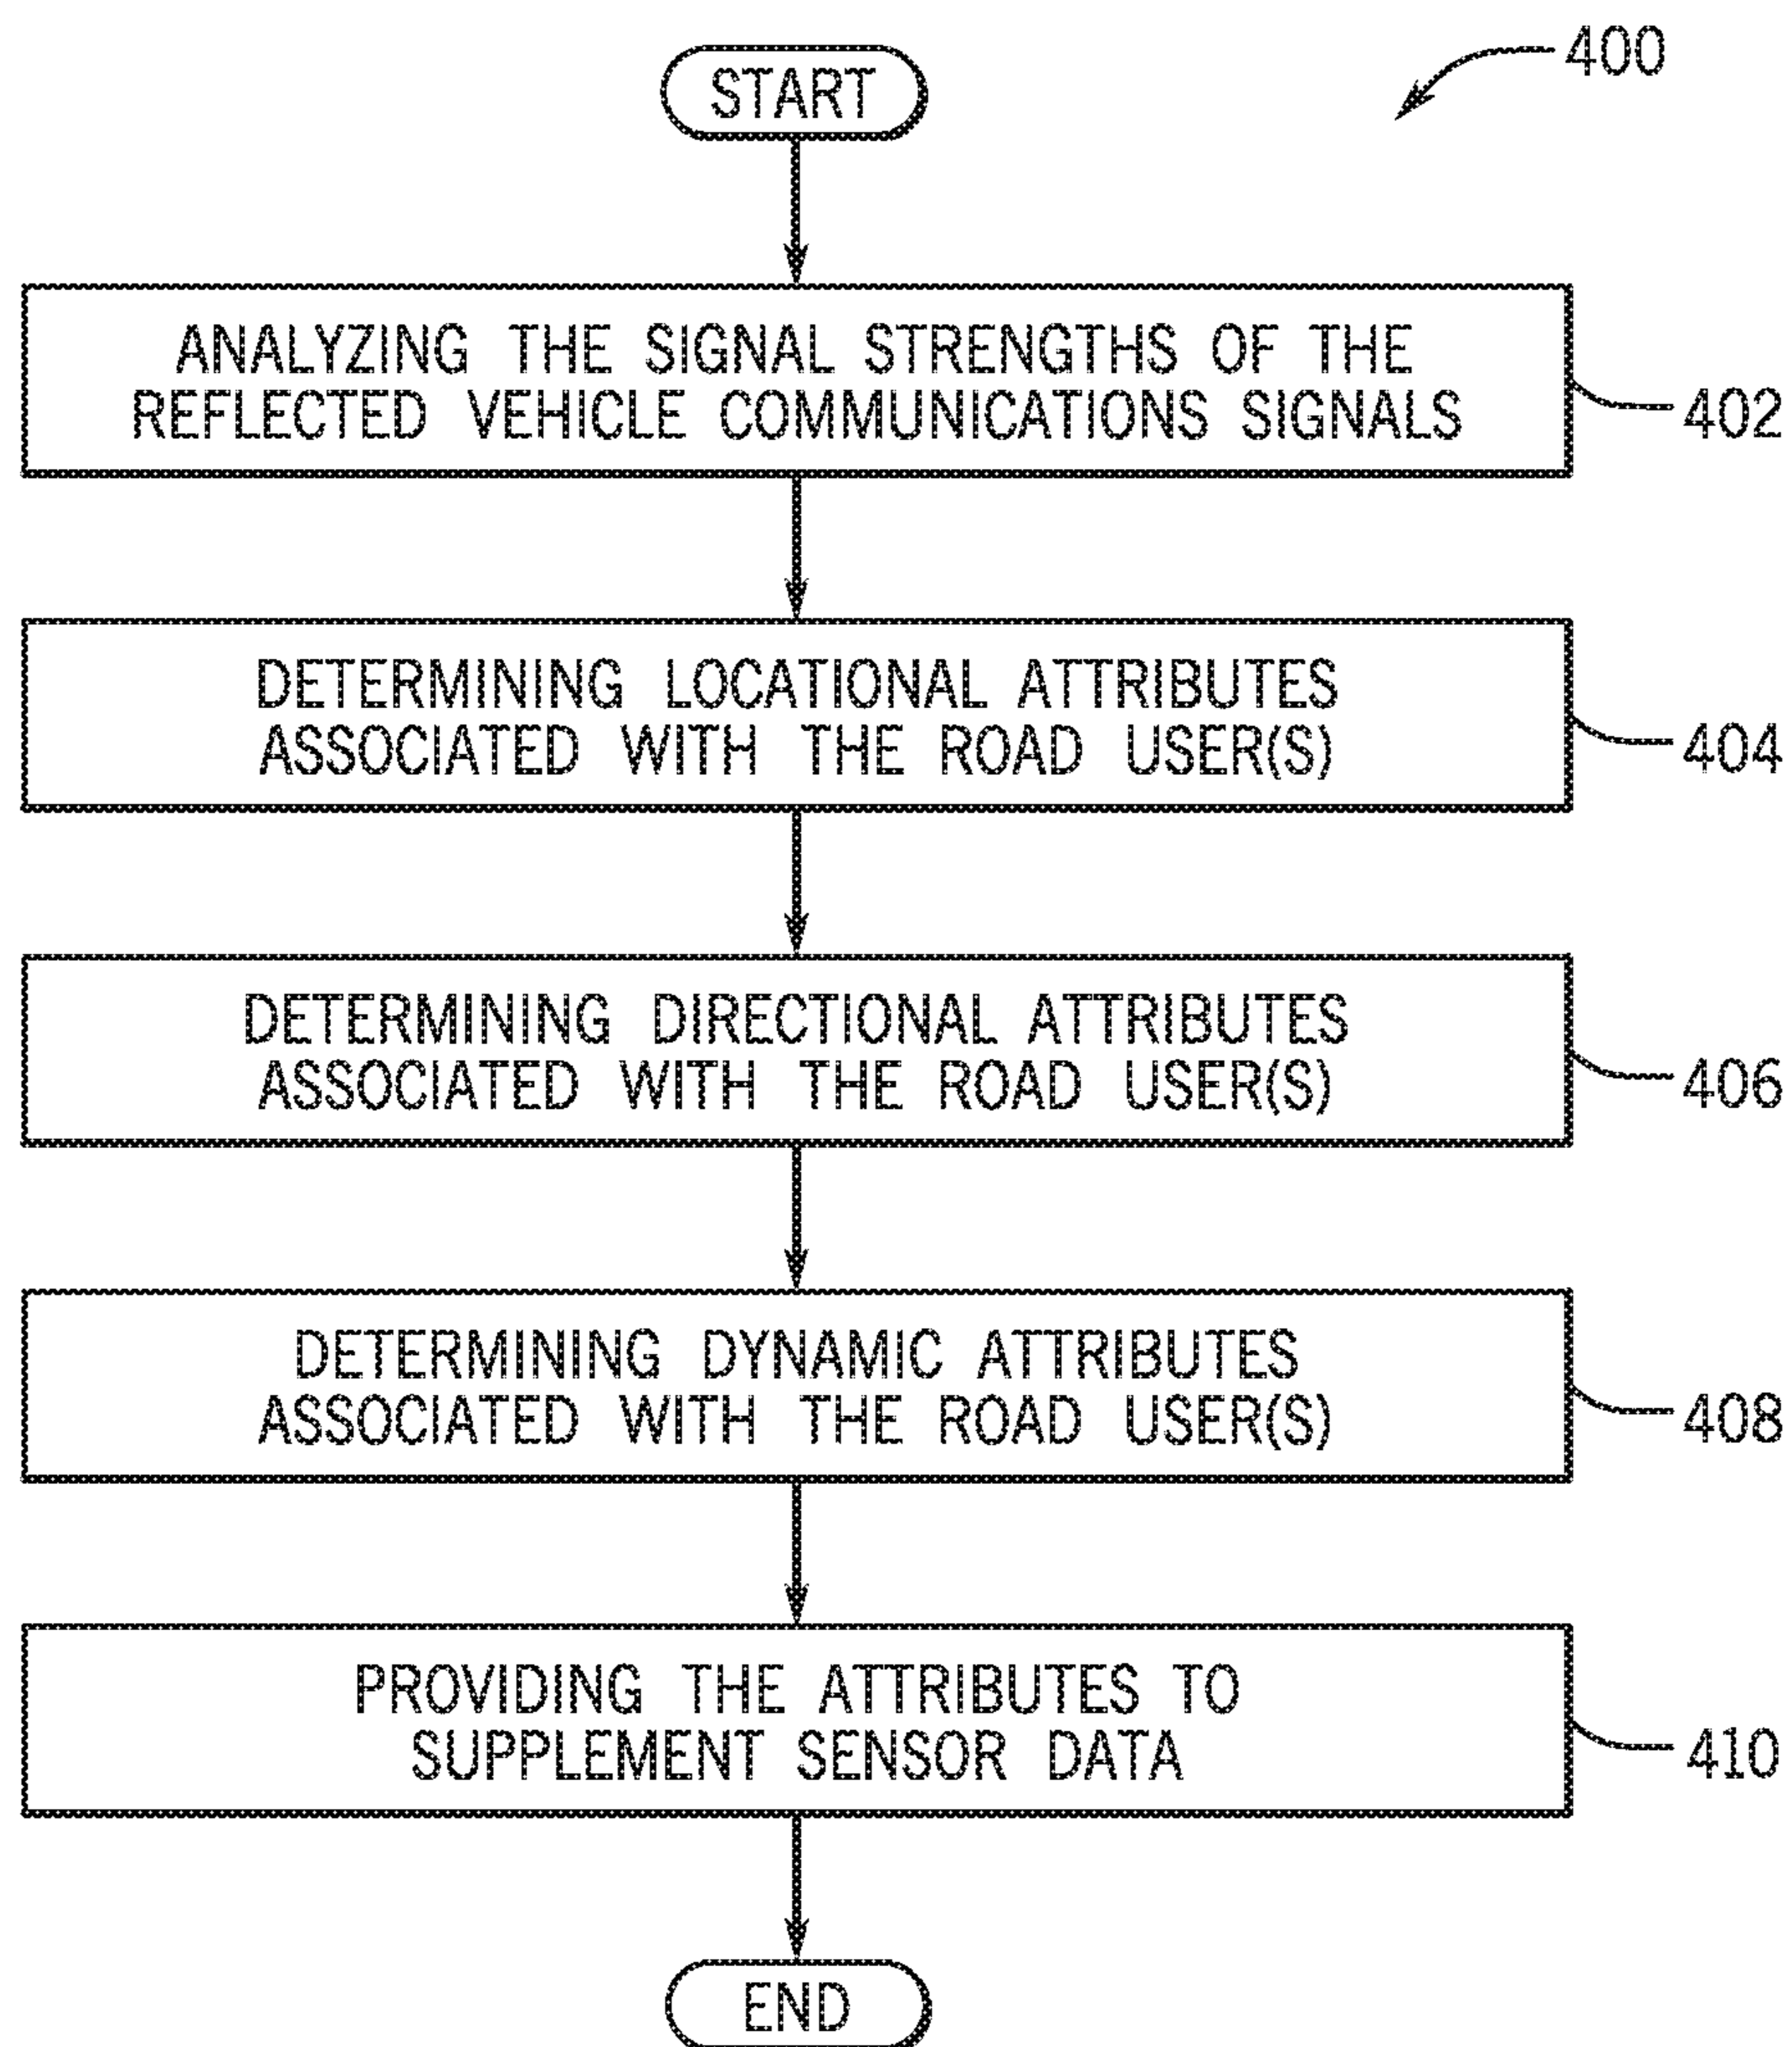 400
START
ANALYZING THE SIGNAL STRENGTHS OF THE
REFLECTED VEHICLE COMMUNICATIONS SIGNALS
402
DETERMINING LOCATIONAL ATTRIBUTES
ASSOCIATED WITH THE ROAD USER(S)
404
DETERMINING DIRECTIONAL ATTRIBUTES
ASSOCIATED WITH THE ROAD USER(S)
406
DETERMINING DYNAMIC ATTRIBUTES
ASSOCIATED WITH THE ROAD USER(S)
408
PROVIDING THE ATTRIBUTES TO
SUPPLEMENT SENSOR DATA
410
END